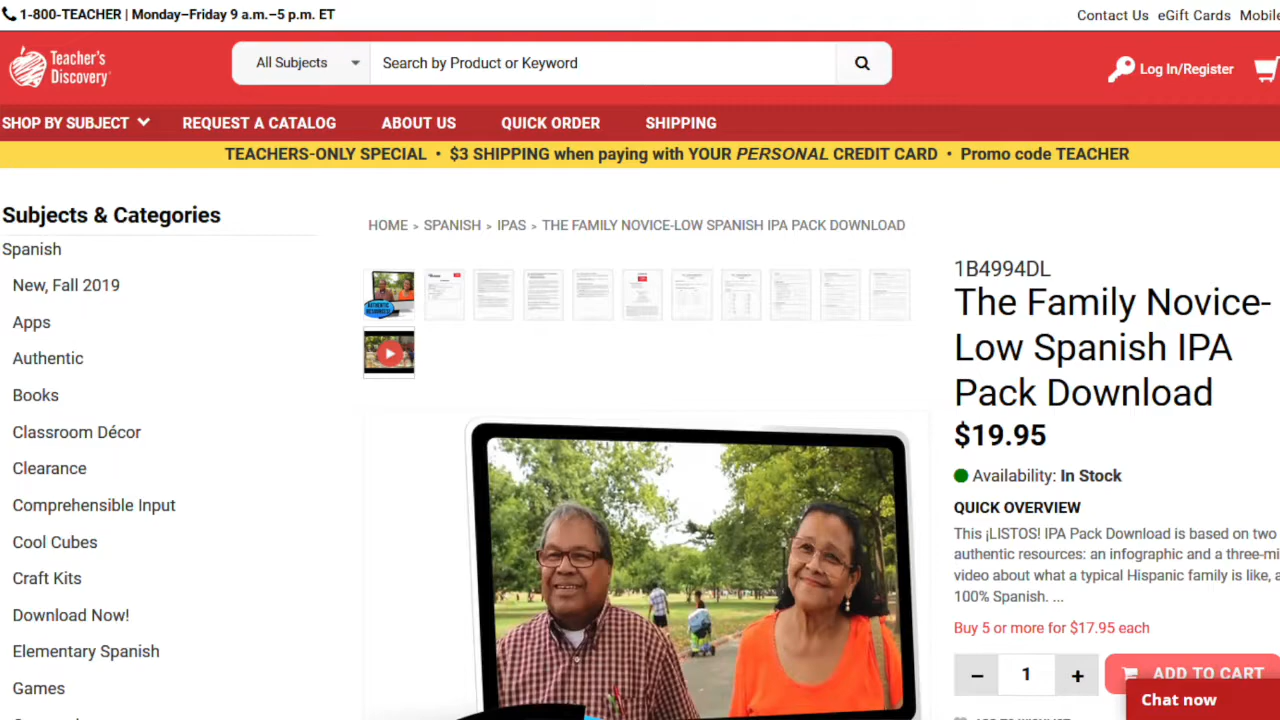 1-800-TEACHER | Monday–Friday 9 a.m.–5 p.m. ET
Contact Us eGift Cards Mobile
Teacher's
Discovery
All Subjects
Search by Product or Keyword
Log In/Register
SHOP BY SUBJECT
REQUEST A CATALOG
ABOUT US
QUICK ORDER
SHIPPING
TEACHERS-ONLY SPECIAL • $3 SHIPPING when paying with YOUR PERSONAL CREDIT CARD • Promo code TEACHER
Subjects & Categories
Spanish
New, Fall 2019
Apps
Authentic
Books
Classroom Décor
Clearance
Comprehensible Input
Cool Cubes
Craft Kits
Download Now!
Elementary Spanish
Games
HOME > SPANISH > IPAS > THE FAMILY NOVICE-LOW SPANISH IPA PACK DOWNLOAD
1B4994DL
The Family Novice-
Low Spanish IPA
Pack Download
$19.95
Availability: In Stock
QUICK OVERVIEW
This ¡LISTOS! IPA Pack Download is based on two
authentic resources: an infographic and a three-mi
video about what a typical Hispanic family is like, a
100% Spanish. ...
Buy 5 or more for $17.95 each
– 1 +
ADD TO CART
Chat now